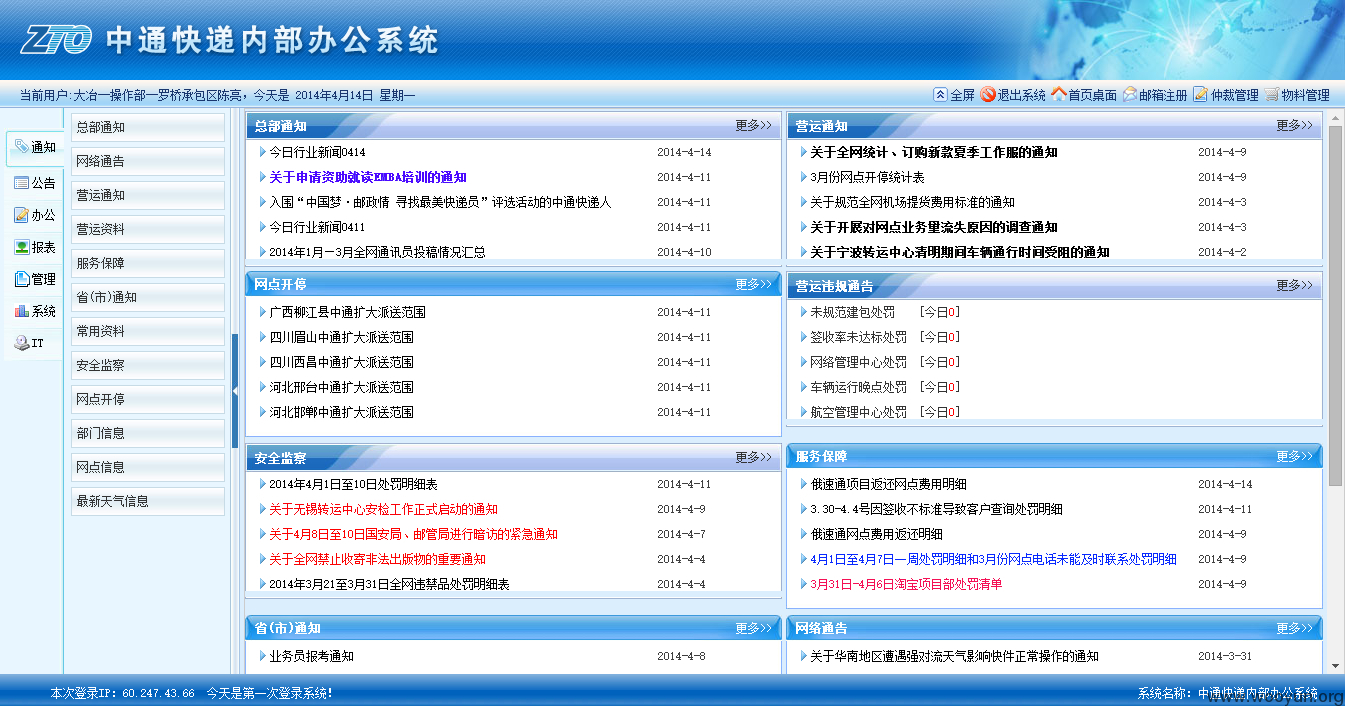 ZTO 中通快递内部办公系统
当前用户:大冶一操作部一罗桥承包区陈亮，今天是 2014年4月14日 星期一
全屏 退出系统 首页桌面 邮箱注册 仲裁管理 物料管理
通知
公告
办公
报表
管理
系统
IT
总部通知
网络通告
营运通知
营运资料
服务保障
省(市)通知
常用资料
安全监察
网点开停
部门信息
网点信息
最新天气信息
总部通知 更多>>
今日行业新闻0414 2014-4-14
关于申请资助就读EMBA培训的通知 2014-4-11
入围“中国梦·邮政情 寻找最美快递员”评选活动的中通快递人 2014-4-11
今日行业新闻0411 2014-4-11
2014年1月-3月全网通讯员投稿情况汇总 2014-4-10
营运通知 更多>>
关于全网统计、订购新款夏季工作服的通知 2014-4-9
3月份网点开停统计表 2014-4-9
关于规范全网机场提货费用标准的通知 2014-4-3
关于开展对网点业务量流失原因的调查通知 2014-4-3
关于宁波转运中心清明期间车辆通行时间受阻的通知 2014-4-2
网点开停 更多>>
广西柳江县中通扩大派送范围 2014-4-11
四川眉山中通扩大派送范围 2014-4-11
四川西昌中通扩大派送范围 2014-4-11
河北邢台中通扩大派送范围 2014-4-11
河北邯郸中通扩大派送范围 2014-4-11
营运违规通告 更多>>
未规范建包处罚 [今日0]
签收率未达标处罚 [今日0]
网络管理中心处罚 [今日0]
车辆运行晚点处罚 [今日0]
航空管理中心处罚 [今日0]
安全监察 更多>>
2014年4月1日至10日处罚明细表 2014-4-11
关于无锡转运中心安检工作正式启动的通知 2014-4-9
关于4月8日至10日国安局、邮管局进行暗访的紧急通知 2014-4-7
关于全网禁止收寄非法出版物的重要通知 2014-4-4
2014年3月21至3月31日全网违禁品处罚明细表 2014-4-4
服务保障 更多>>
俄速通项目返还网点费用明细 2014-4-14
3.30-4.4号因签收不标准导致客户查询处罚明细 2014-4-11
俄速通网点费用返还明细 2014-4-9
4月1日至4月7日一周处罚明细和3月份网点电话未能及时联系处罚明细 2014-4-9
3月31日-4月6日淘宝项目部处罚清单 2014-4-9
省(市)通知 更多>>
业务员报考通知 2014-4-8
网络通告 更多>>
关于华南地区遭遇强对流天气影响快件正常操作的通知 2014-3-31
本次登录IP: 60.247.43.66 今天是第一次登录系统!
系统名称: 中通快递内部办公系统
www.wooyun.org